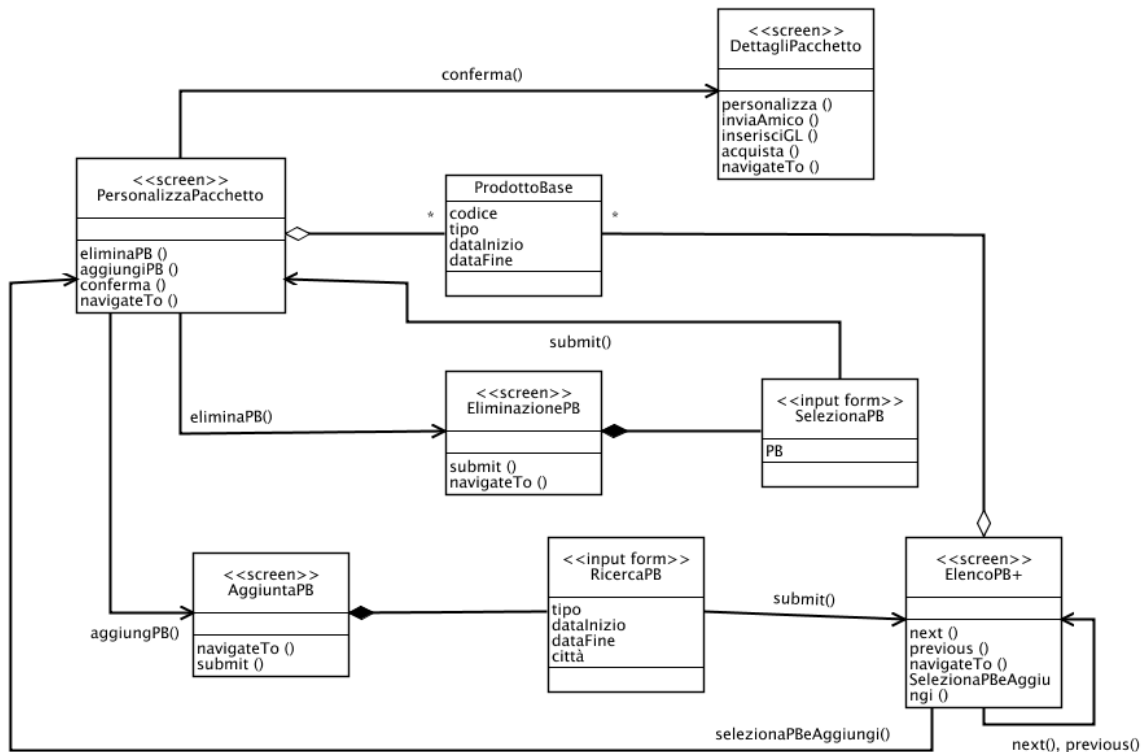 <<screen>>
DettagliPacchetto
personalizza ()
inviaAmico ()
inserisciGL ()
acquista ()
navigateTo ()
conferma()
<<screen>>
PersonalizzaPacchetto
eliminaPB ()
aggiungiPB ()
conferma ()
navigateTo ()
*
ProdottoBase
codice
tipo
dataInizio
dataFine
*
submit()
<<screen>>
EliminazionePB
submit ()
navigateTo ()
eliminaPB()
<<input form>>
SelezionaPB
PB
<<screen>>
AggiuntaPB
navigateTo ()
submit ()
aggiungPB()
<<input form>>
RicercaPB
tipo
dataInizio
dataFine
città
submit()
<<screen>>
ElencoPB+
next ()
previous ()
navigateTo ()
SelezionaPBeAggiu
ngi ()
selezionaPBeAggiungi()
next(), previous()